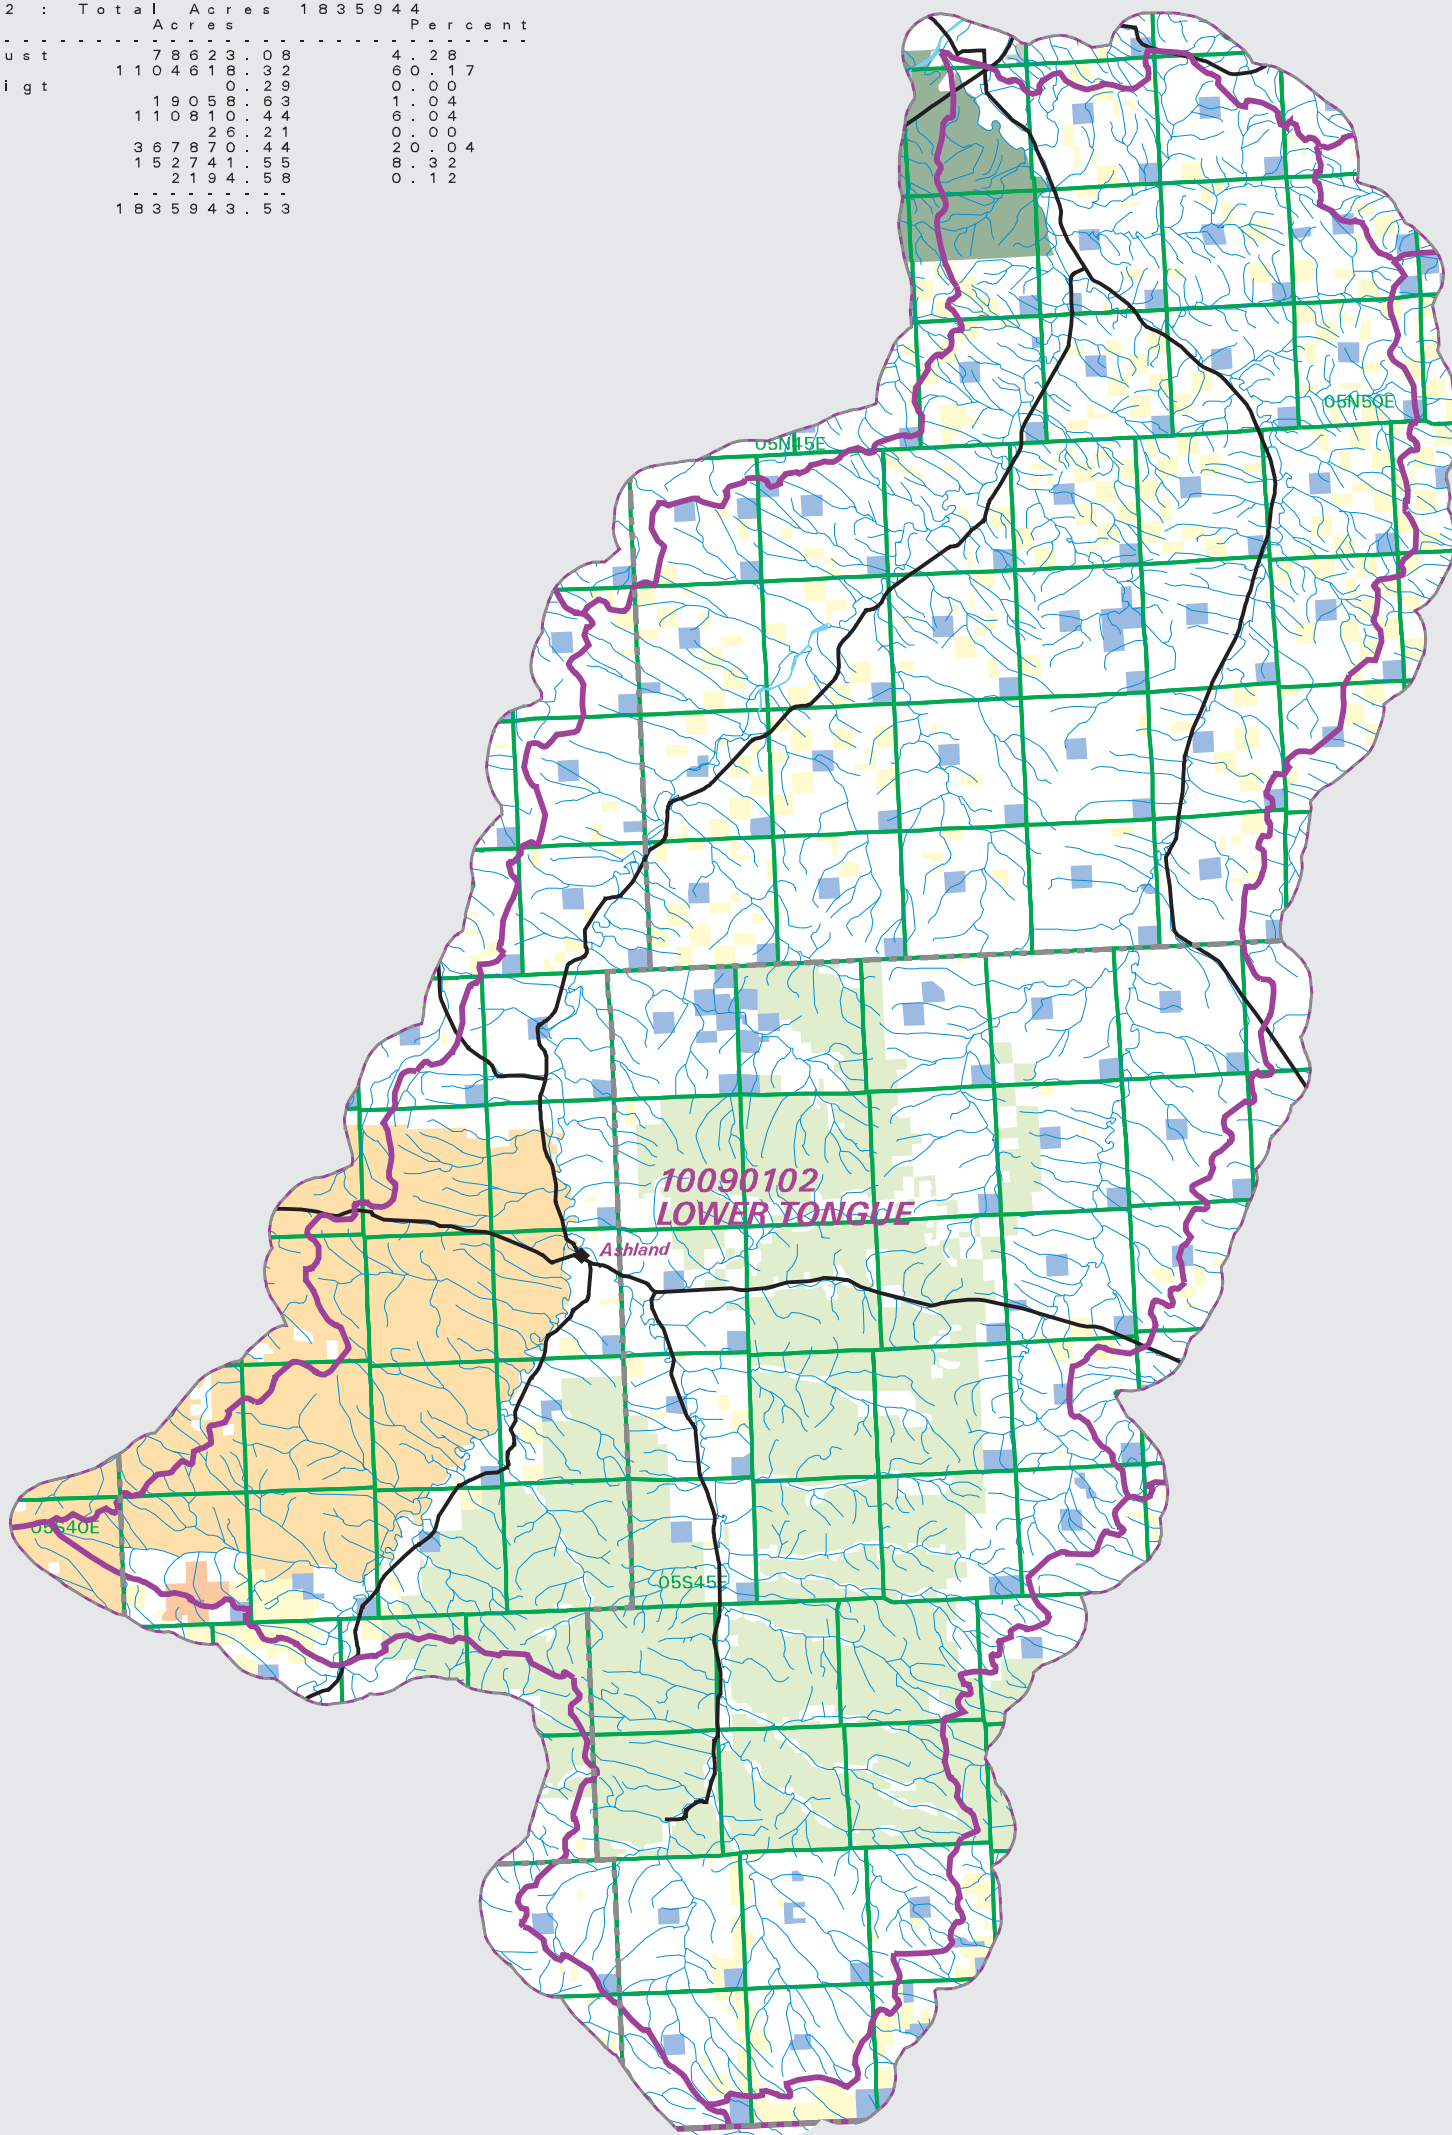 2 : Total Acres 1835944
Acres Percent
- - - - - - - - - - - - - - - - - - - - - - - - - - - - - -
ust 78623.08 4.28
1104618.32 60.17
igt 0.29 0.00
19058.63 1.04
110810.44 6.04
26.21 0.00
367870.44 20.04
152741.55 8.32
2194.58 0.12
- - - - - - - - -
1835943.53
05N50E
05N45E
10090102
LOWER TONGUE
Ashland
05S40E
05S45E